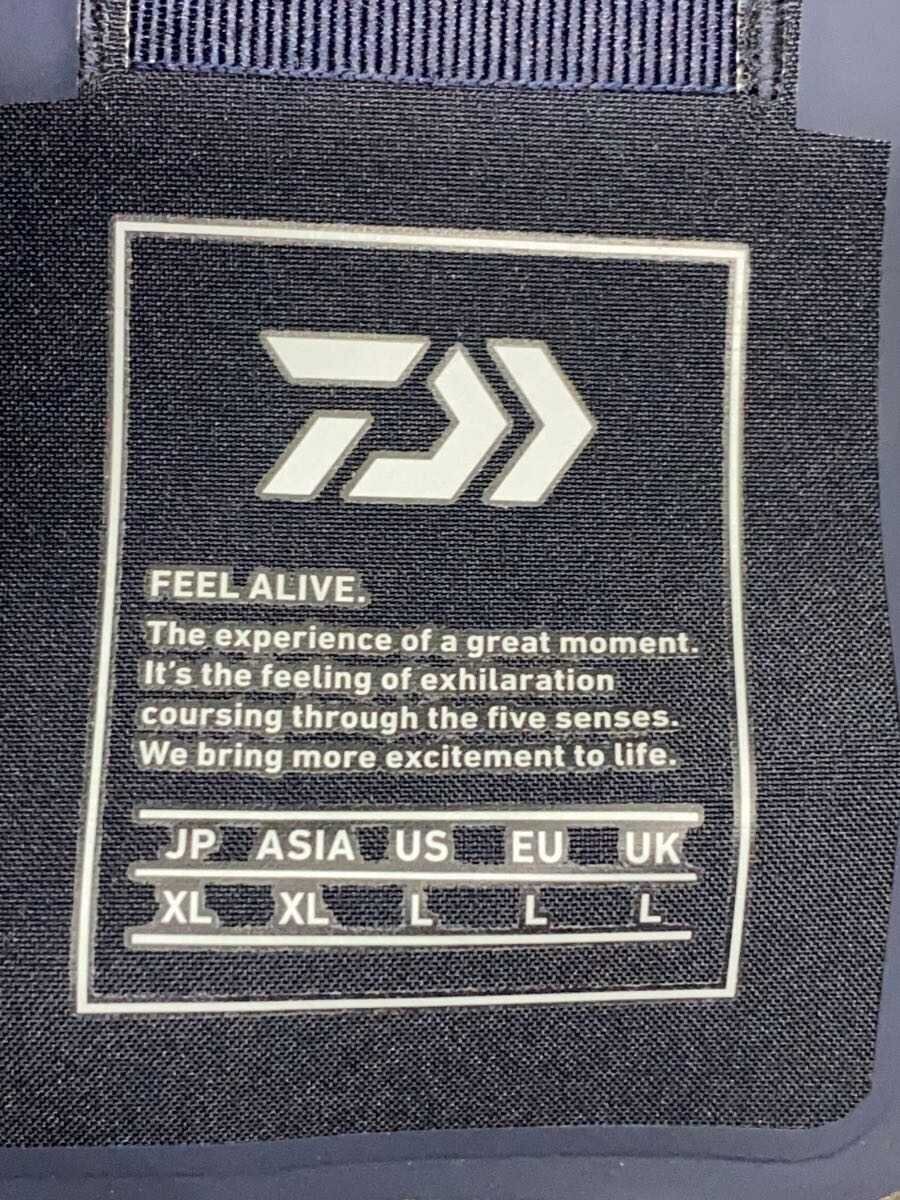 FEEL ALIVE.
The experience of a great moment.
It's the feeling of exhilaration
coursing through the five senses.
We bring more excitement to life.
JP ASIA US EU UK
XL XL L L L